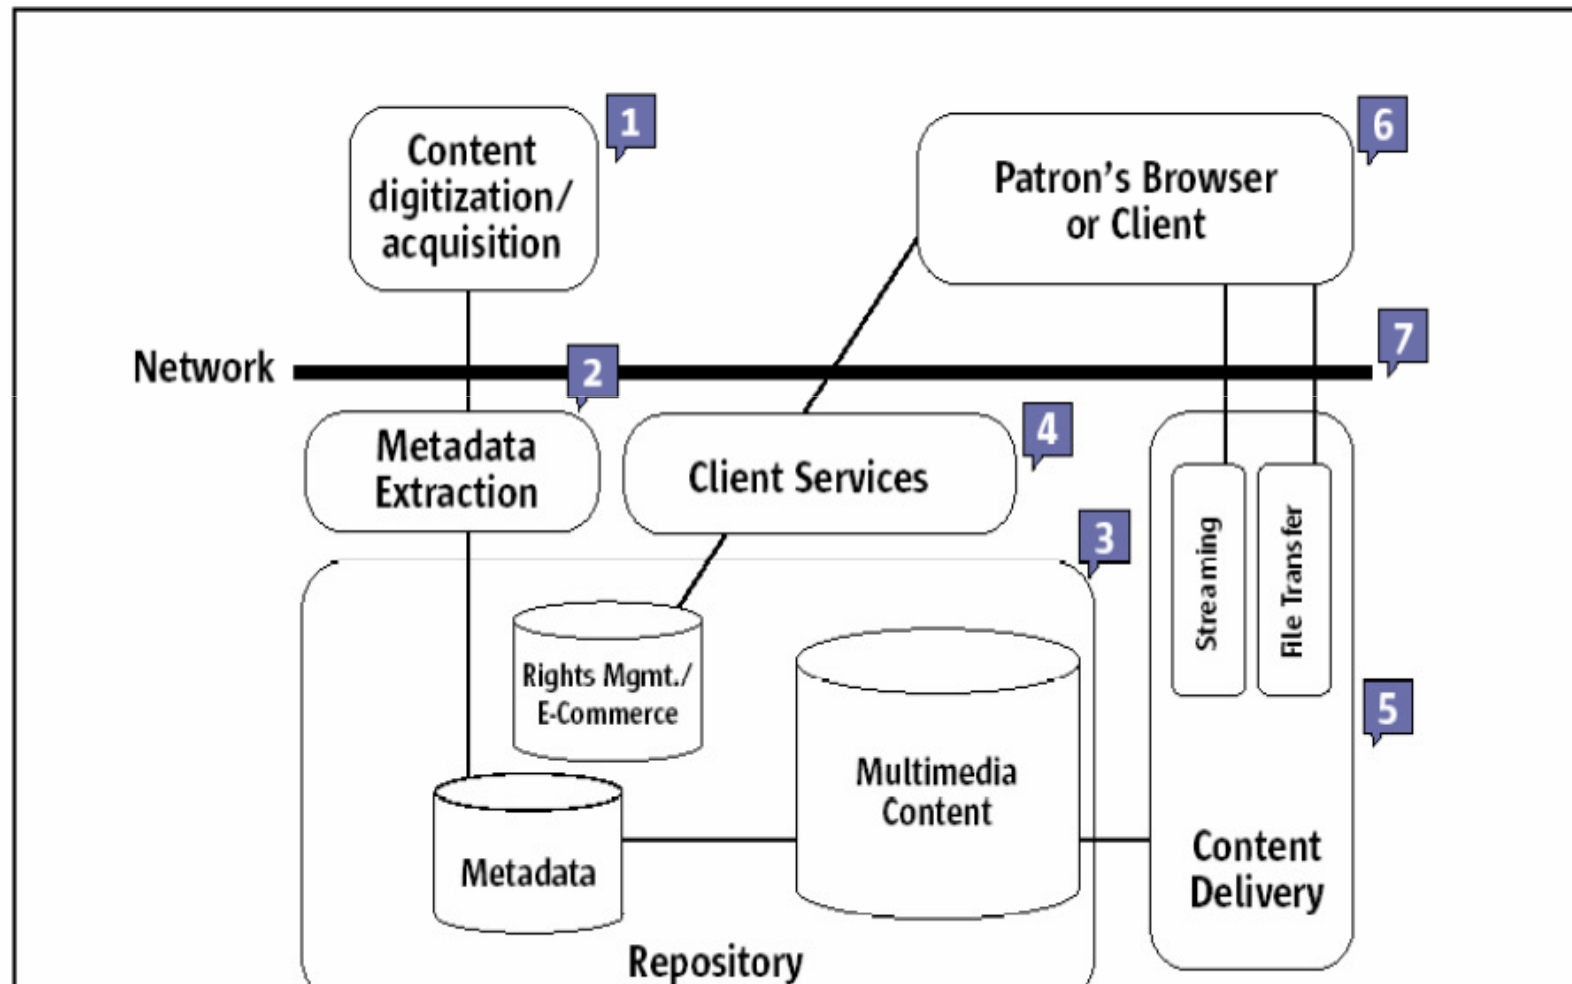 1
Content
digitization/
acquisition
6
Patron's Browser
or Client
7
Network
2
Metadata
Extraction
4
Client Services
3
Streaming
File Transfer
Rights Mgmt./
E-Commerce
5
Multimedia
Content
Metadata
Content
Delivery
Repository